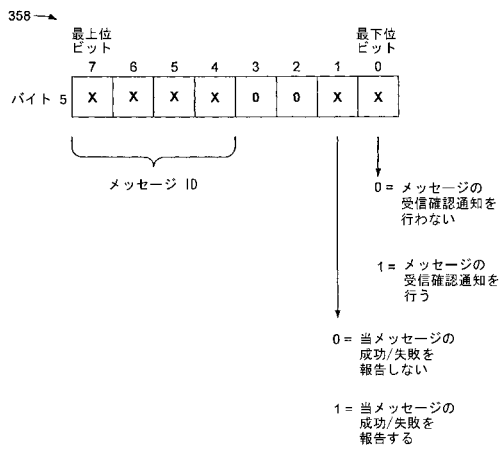 358
最上位
ビット
最下位
ビット
7 6 5 4 3 2 1 0
バイト 5 X X X X 0 0 X X
メッセージ ID
0 = メッセージの
受信確認通知を
行わない
1 = メッセージの
受信確認通知を
行う
0 = 当メッセージの
成功/失敗を
報告しない
1 = 当メッセージの
成功/失敗を
報告する